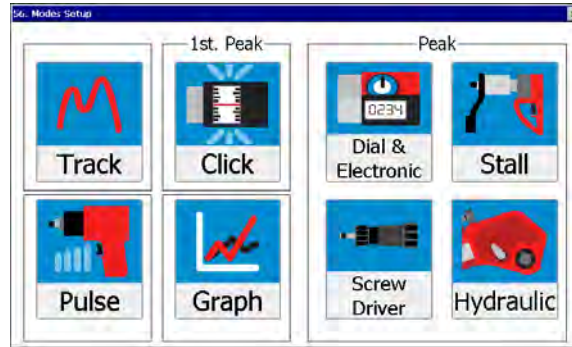 56. Modes Setup
1st. Peak
Peak
Track
Click
0234
Dial &
Electronic
Stall
Pulse
Graph
Screw
Driver
Hydraulic